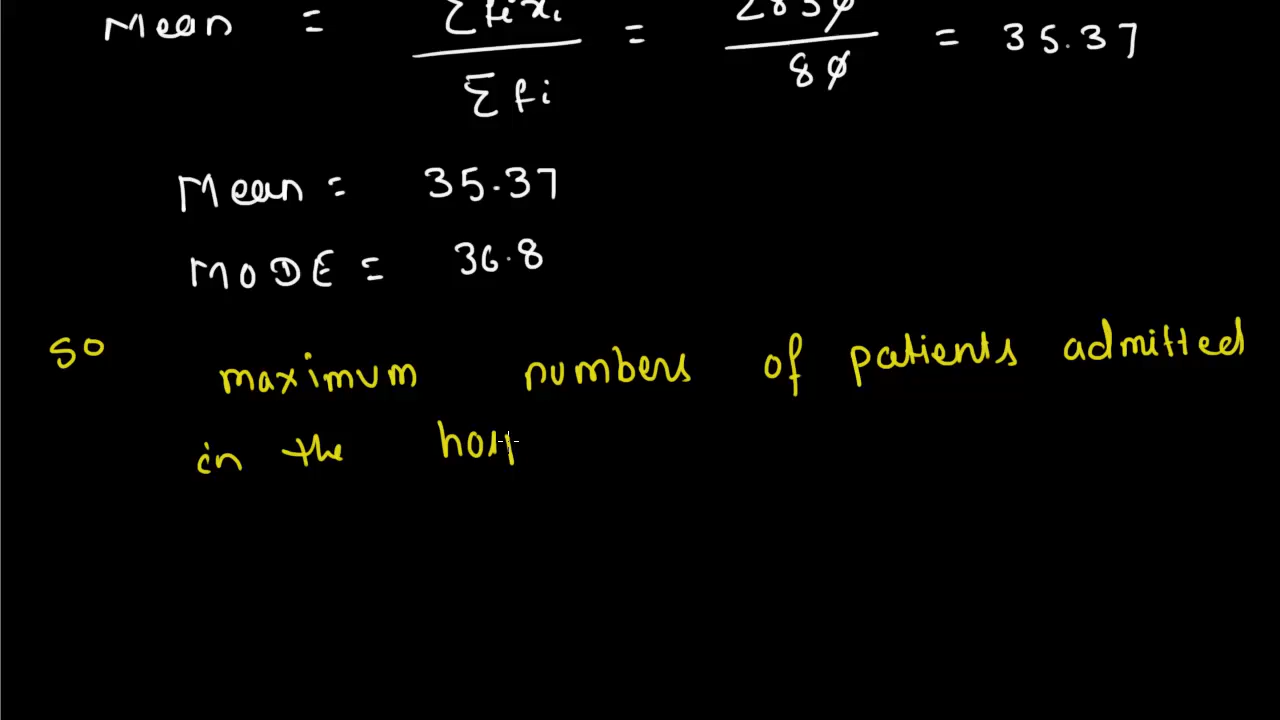 Mean = Σfixi / Σfi = 2830 / 80 = 35.37
Mean = 35.37
MODE = 36.8
so maximum numbers of patients admitted
in the hosp